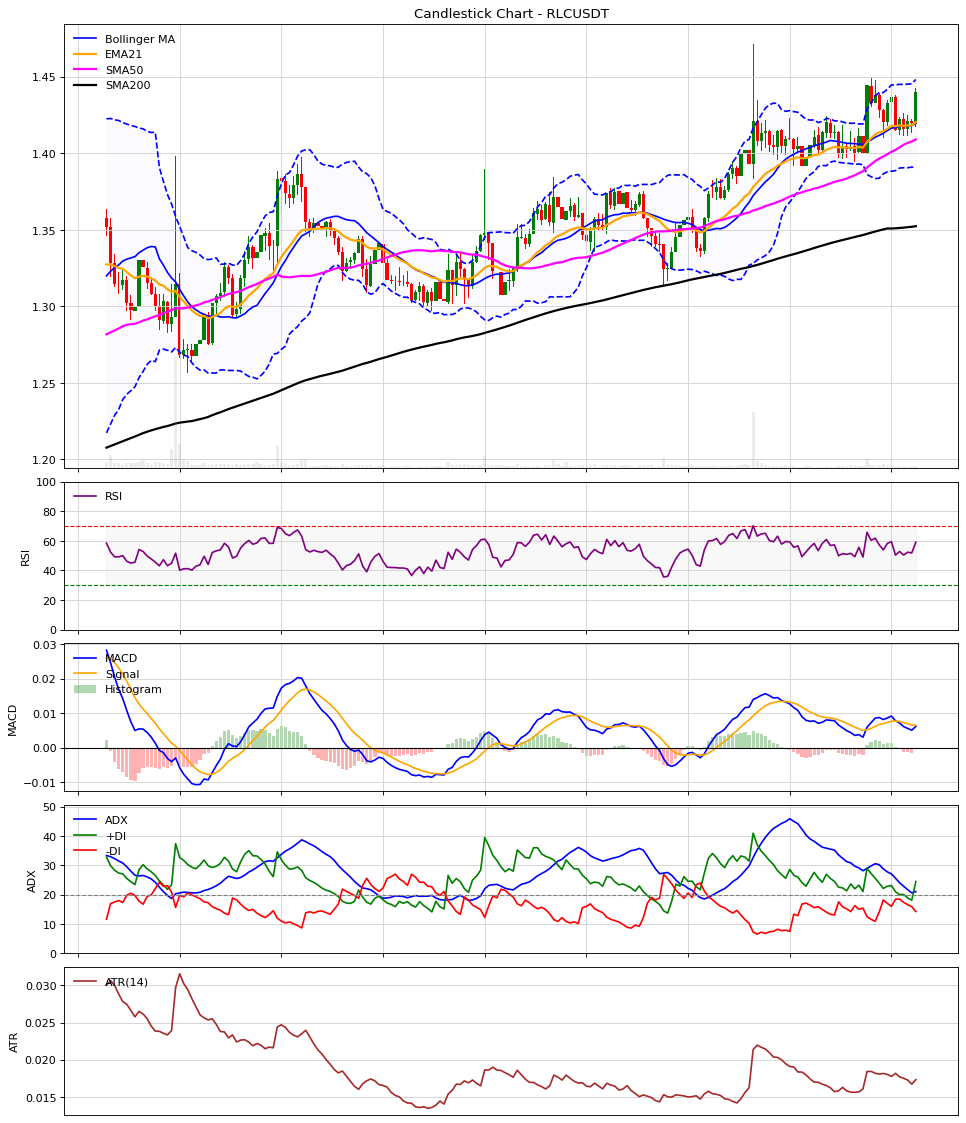 Candlestick Chart - RLCUSDT
Bollinger MA
EMA21
SMA50
SMA200
1.45
1.40
1.35
1.30
1.25
1.20
RSI
RSI
100
80
60
40
20
0
MACD
Signal
Histogram
MACD
0.03
0.02
0.01
0.00
−0.01
ADX
+DI
-DI
ADX
50
40
30
20
10
0
ATR(14)
ATR
0.030
0.025
0.020
0.015